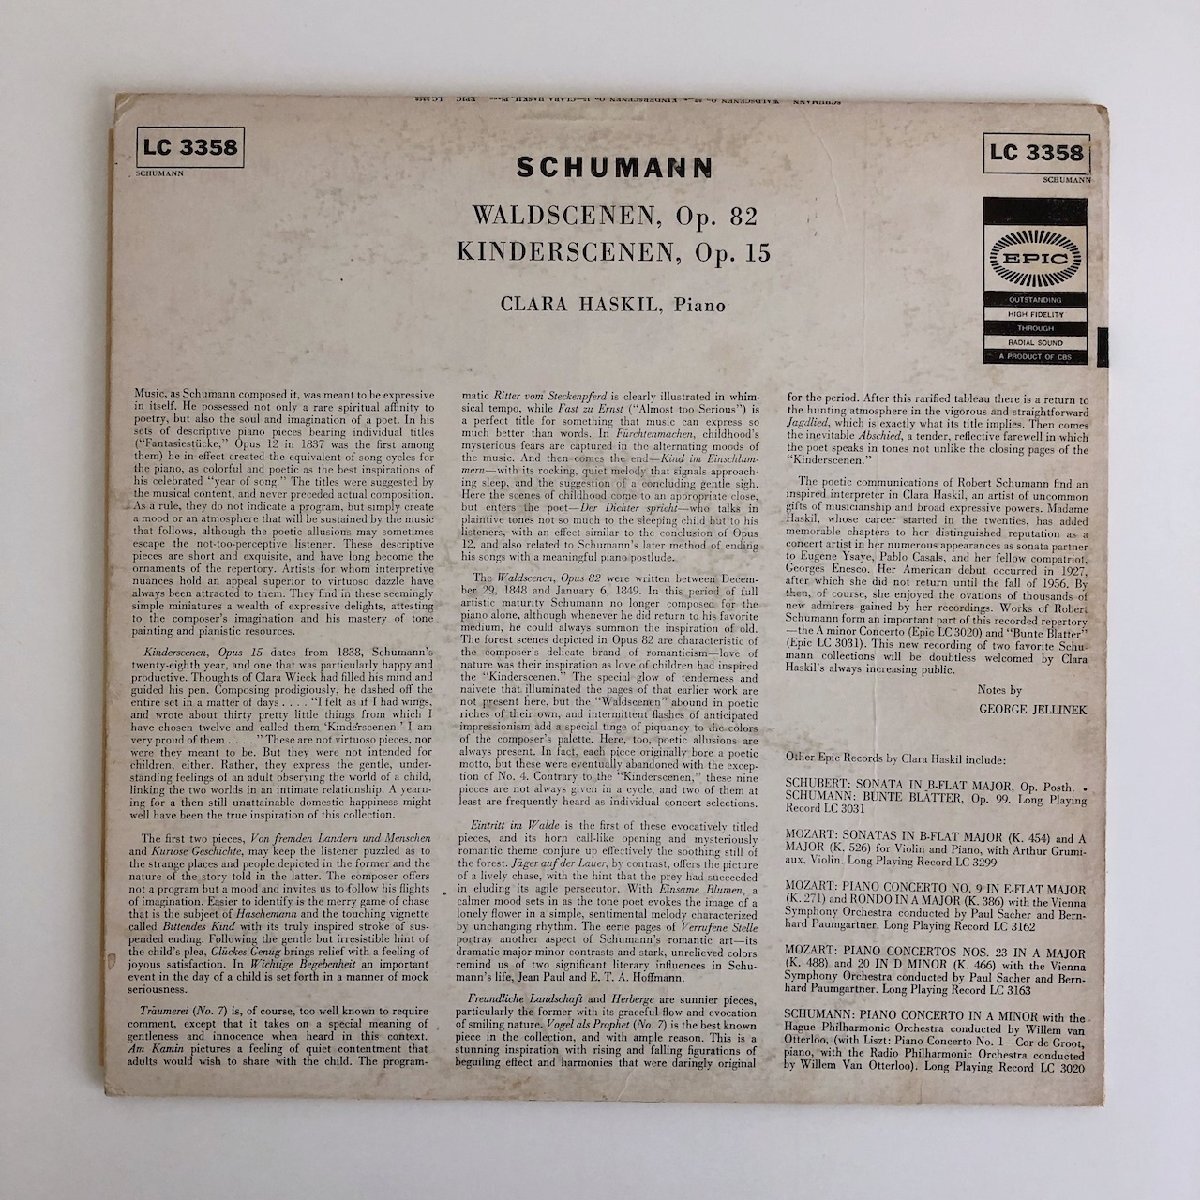 LC 3358
SCHUMANN
SCHUMANN
WALDSCENEN, Op. 82
KINDERSCENEN, Op. 15
CLARA HASKIL, Piano
LC 3358
SCHUMANN
EPIC
OUTSTANDING
HIGH FIDELITY
THROUGH
RADIAL SOUND
A PRODUCT OF CBS
Music, as Schumann composed it, was meant to be expressive
in itself. He possessed not only a rare spiritual affinity to
poetry, but also the soul and imagination of a poet. In his
sets of descriptive piano pieces bearing individual titles
("Fantasiestücke," Opus 12 in 1837 was the first among
them) he in effect created the equivalent of song cycles for
the piano, as colorful and poetic as the best inspirations of
his celebrated "year of song." The titles were suggested by
the musical content, and never preceded actual composition.
As a rule, they do not indicate a program, but simply create
a mood or an atmosphere that will be sustained by the music
that follows, although the poetic allusions may sometimes
escape the not-too-perceptive listener. These descriptive
pieces are short and exquisite, and have long become the
ornaments of the repertory. Artists for whom interpretive
nuances hold an appeal superior to virtuoso dazzle have
always been attracted to them. They find in these seemingly
simple miniatures a wealth of expressive delights, attesting
to the composer's imagination and his mastery of tone
painting and pianistic resources.
Kinderscenen, Opus 15 dates from 1838, Schumann's
twenty-eighth year, and one that was particularly happy and
productive. Thoughts of Clara Wieck had filled his mind and
guided his pen. Composing prodigiously, he dashed off the
entire set in a matter of days . . . . "I felt as if I had wings,
and wrote about thirty pretty little things from which I
have chosen twelve and called them 'Kinderscenen.' I am
very proud of them . . . ." These are not virtuoso pieces, nor
were they meant to be. But they were not intended for
children, either. Rather, they express the gentle, under-
standing feelings of an adult observing the world of a child,
linking the two worlds in an intimate relationship. A yearn-
ing for a then still unattainable domestic happiness might
well have been the true inspiration of this collection.
The first two pieces, Von fremden Landern und Menschen
and Kuriose Geschichte, may keep the listener puzzled as to
the strange places and people depicted in the former and the
nature of the story told in the latter. The composer offers
not a program but a mood and invites us to follow his flights
of imagination. Easier to identify is the merry game of chase
that is the subject of Haschemann and the touching vignette
called Bittendes Kind with its truly inspired stroke of sus-
pended ending. Following the gentle but irresistible hint of
the child's plea, Glückes Genug brings relief with a feeling of
joyous satisfaction. In Wichtige Begebenheit an important
event in the day of a child is set forth in a manner of mock
seriousness.
Träumerei (No. 7) is, of course, too well known to require
comment, except that it takes on a special meaning of
gentleness and innocence when heard in this context.
Am Kamin pictures a feeling of quiet contentment that
adults would wish to share with the child. The program-
matic Ritter vom Steckenpferd is clearly illustrated in whim-
sical tempo, while Fast zu Ernst ("Almost too Serious") is
a perfect title for something that music can express so
much better than words. In Fürchtenmachen, childhood's
mysterious fears are captured in the alternating moods of
the music. And then comes the end—Kind im Einschlum-
mern—with its rocking, quiet melody that signals approach-
ing sleep, and the suggestion of a concluding gentle sigh.
Here the scenes of childhood come to an appropriate close,
but enters the poet—Der Dichter spricht—who talks in
plaintive tones not so much to the sleeping child but to his
listeners, with an effect similar to the conclusion of Opus
12, and also related to Schumann's later method of ending
his songs with a meaningful piano postlude.
The Waldscenen, Opus 82 were written between Decem-
ber 29, 1848 and January 6, 1849. In this period of full
artistic maturity Schumann no longer composed for the
piano alone, although whenever he did return to his favorite
medium, he could always summon the inspiration of old.
The forest scenes depicted in Opus 82 are characteristic of
the composer's delicate brand of romanticism—love of
nature was their inspiration as love of children had inspired
the "Kinderscenen." The special glow of tenderness and
naivete that illuminated the pages of that earlier work are
not present here, but the "Waldscenen" abound in poetic
riches of their own, and intermittent flashes of anticipated
impressionism add a special tinge of piquancy to the colors
of the composer's palette. Here, too, poetic allusions are
always present. In fact, each piece originally bore a poetic
motto, but these were eventually abandoned with the excep-
tion of No. 4. Contrary to the "Kinderscenen," these nine
pieces are not always given in a cycle, and two of them at
least are frequently heard as individual concert selections.
Eintritt im Walde is the first of these evocatively titled
pieces, and its horn call-like opening and mysteriously
romantic theme conjure up effectively the soothing still of
the forest. Jäger auf der Lauer, by contrast, offers the picture
of a lively chase, with the hint that the prey had succeeded
in eluding its agile persecutor. With Einsame Blumen, a
calmer mood sets in as the tone poet evokes the image of a
lonely flower in a simple, sentimental melody characterized
by unchanging rhythm. The eerie pages of Verrufene Stelle
portray another aspect of Schumann's romantic art—its
dramatic major-minor contrasts and stark, unrelieved colors
remind us of two significant literary influences in Schu-
mann's life, Jean Paul and E. T. A. Hoffmann.
Freundliche Landschaft and Herberge are sunnier pieces,
particularly the former with its graceful flow and evocation
of smiling nature. Vogel als Prophet (No. 7) is the best known
piece in the collection, and with ample reason. This is a
stunning inspiration with rising and falling figurations of
beguiling effect and harmonies that were daringly original
for the period. After this rarified tableau there is a return to
the hunting atmosphere in the vigorous and straightforward
Jagdlied, which is exactly what its title implies. Then comes
the inevitable Abschied, a tender, reflective farewell in which
the poet speaks in tones not unlike the closing pages of the
"Kinderscenen."
The poetic communications of Robert Schumann find an
inspired interpreter in Clara Haskil, an artist of uncommon
gifts of musicianship and broad expressive powers. Madame
Haskil, whose career started in the twenties, has added
memorable chapters to her distinguished reputation as a
concert artist in her numerous appearances as sonata partner
to Eugene Ysaye, Pablo Casals, and her fellow compatriot,
Georges Enesco. Her American debut occurred in 1927,
after which she did not return until the fall of 1956. By
then, of course, she enjoyed the ovations of thousands of
new admirers gained by her recordings. Works of Robert
Schumann form an important part of this recorded repertory
—the A minor Concerto (Epic LC 3020) and "Bunte Blatter"
(Epic LC 3031). This new recording of two favorite Schu-
mann collections will be doubtless welcomed by Clara
Haskil's always increasing public.
Notes by
GEORGE JELLINEK
Other Epic Records by Clara Haskil include:
SCHUBERT: SONATA IN B-FLAT MAJOR, Op. Posth. -
SCHUMANN: BUNTE BLATTER, Op. 99. Long Playing
Record LC 3031
MOZART: SONATAS IN B-FLAT MAJOR (K. 454) and A
MAJOR (K. 526) for Violin and Piano, with Arthur Grumi-
aux, Violin. Long Playing Record LC 3299
MOZART: PIANO CONCERTO NO. 9 IN E-FLAT MAJOR
(K. 271) and RONDO IN A MAJOR (K. 386) with the Vienna
Symphony Orchestra conducted by Paul Sacher and Bern-
hard Paumgartner. Long Playing Record LC 3162
MOZART: PIANO CONCERTOS NOS. 23 IN A MAJOR
(K. 488) and 20 IN D MINOR (K. 466) with the Vienna
Symphony Orchestra conducted by Paul Sacher and Bern-
hard Paumgartner. Long Playing Record LC 3163
SCHUMANN: PIANO CONCERTO IN A MINOR with the
Hague Philharmonic Orchestra conducted by Willem van
Otterloo, (with Liszt: Piano Concerto No. 1 Cor de Groot,
piano, with the Radio Philharmonic Orchestra conducted
by Willem Van Otterloo). Long Playing Record LC 3020